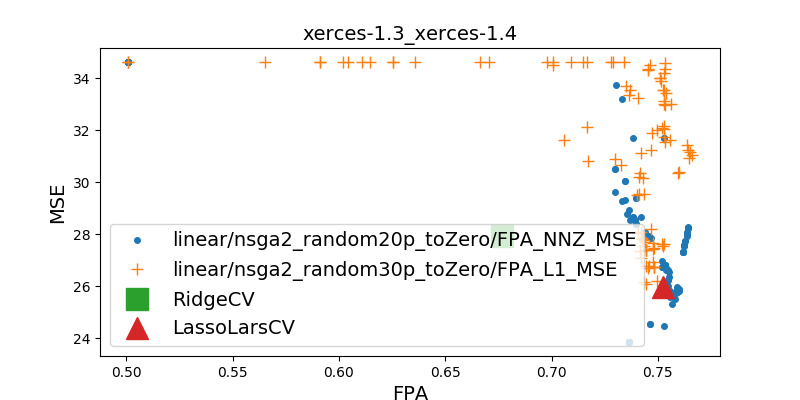 xerces-1.3_xerces-1.4
MSE
34
32
30
28
26
24
linear/nsga2_random20p_toZero/FPA_NNZ_MSE
linear/nsga2_random30p_toZero/FPA_L1_MSE
RidgeCV
LassoLarsCV
0.50 0.55 0.60 0.65 0.70 0.75
FPA